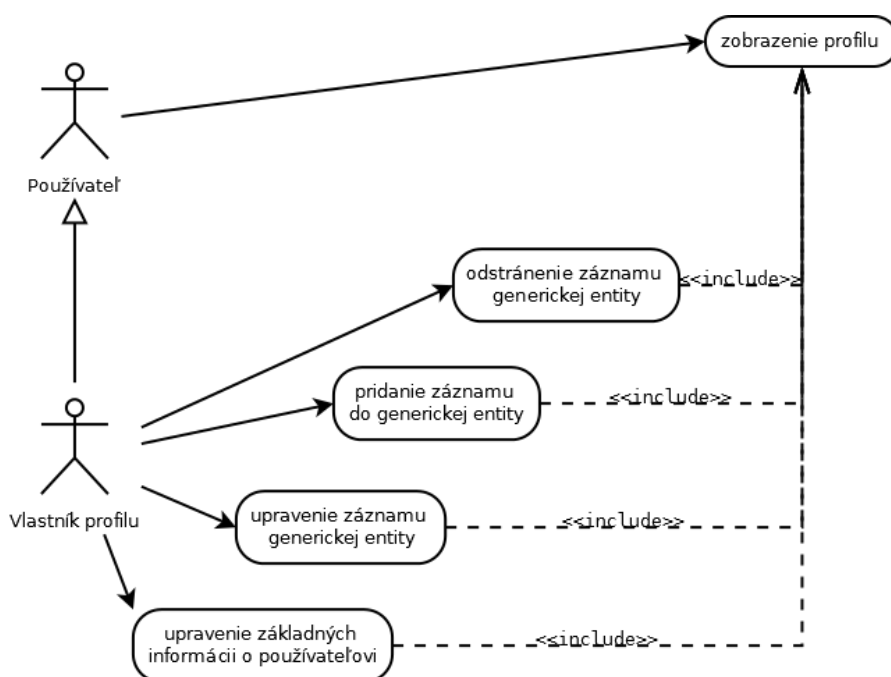 zobrazenie profilu
Používateľ
odstránenie záznamu
generickej entity
<<include>>
pridanie záznamu
do generickej entity
<<include>>
Vlastník profilu
upravenie záznamu
generickej entity
<<include>>
upravenie základných
informácii o používateľovi
<<include>>